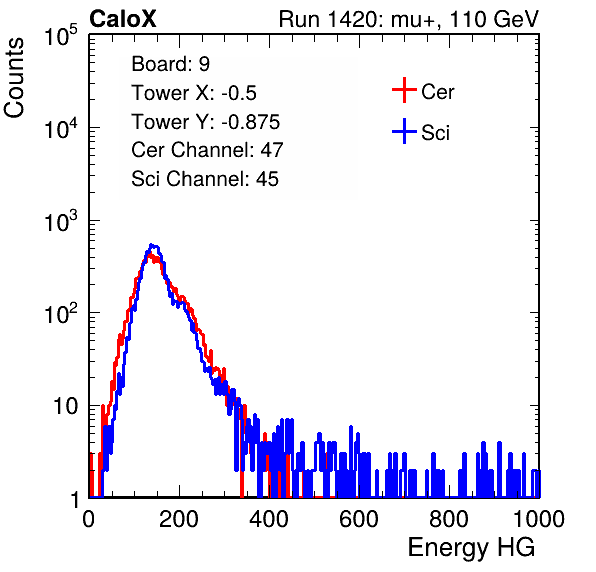 CaloX Run 1420: mu+, 110 GeV
Board: 9
Tower X: -0.5
Tower Y: -0.875
Cer Channel: 47
Sci Channel: 45
Cer
Sci
Counts
10^5
10^4
10^3
10^2
10
1
0 200 400 600 800 1000
Energy HG